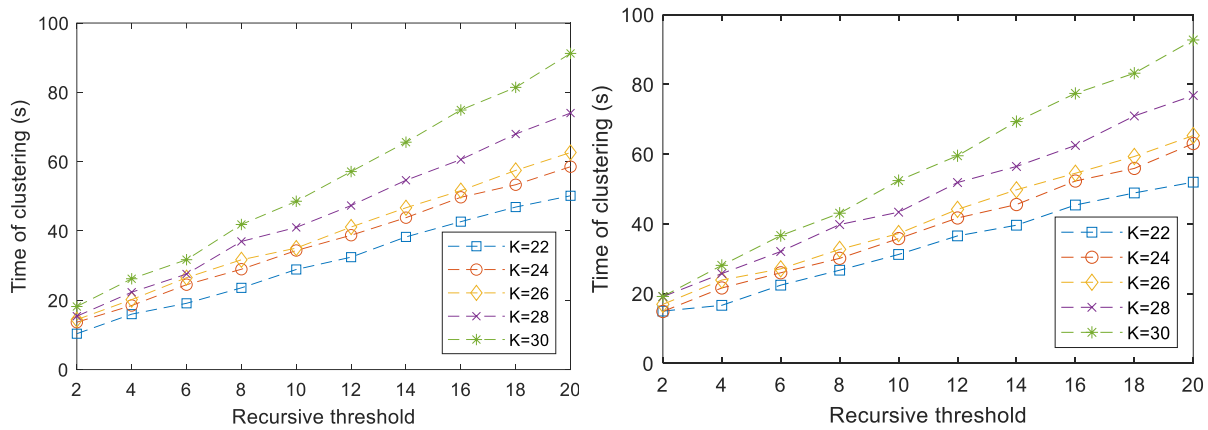 100
80
60
40
20
0
Time of clustering (s)
2 4 6 8 10 12 14 16 18 20
Recursive threshold
K=22
K=24
K=26
K=28
K=30
100
80
60
40
20
0
Time of clustering (s)
2 4 6 8 10 12 14 16 18 20
Recursive threshold
K=22
K=24
K=26
K=28
K=30